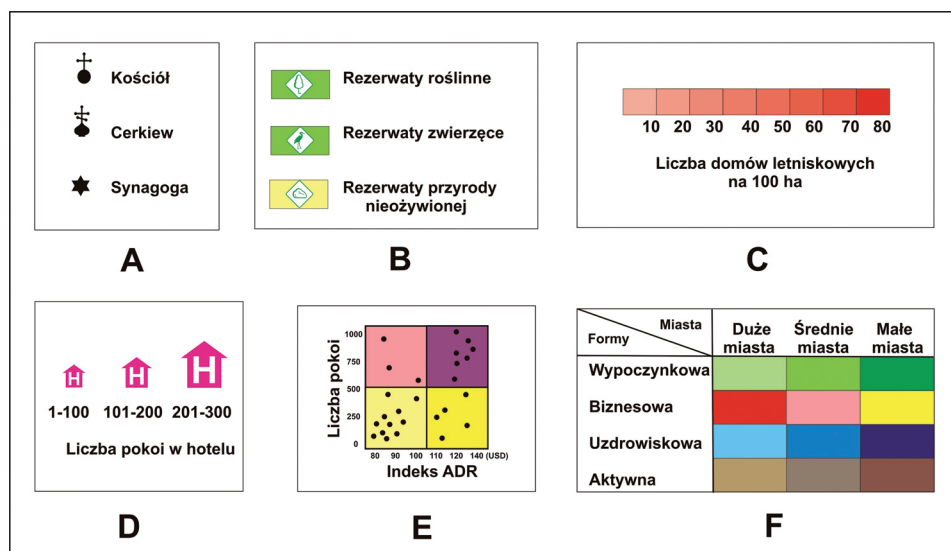 Kościół
Cerkiew
Synagoga
A
Rezerwaty roślinne
Rezerwaty zwierzęce
Rezerwaty przyrody
nieożywionej
B
10 20 30 40 50 60 70 80
Liczba domów letniskowych
na 100 ha
C
H H H
1-100 101-200 201-300
Liczba pokoi w hotelu
D
Liczba pokoi
1000
750
500
250
0
80 90 100 110 120 140 (USD)
Indeks ADR
E
Miasta
Formy
Duże
miasta
Średnie
miasta
Małe
miasta
Wypoczynkowa
Biznesowa
Uzdrowiskowa
Aktywna
F